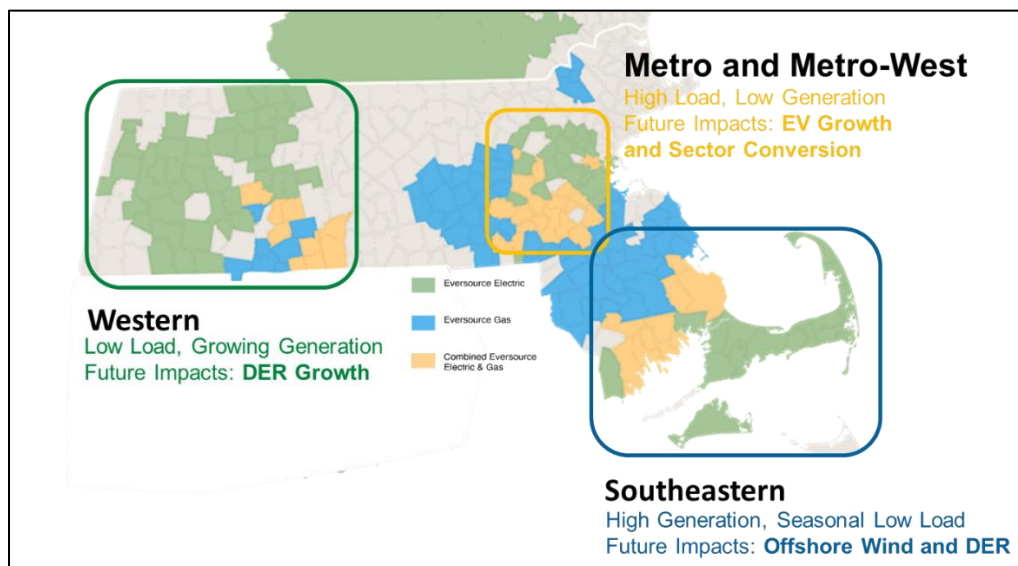 Metro and Metro-West
High Load, Low Generation
Future Impacts: EV Growth
and Sector Conversion
Eversource Electric
Eversource Gas
Combined Eversource
Electric & Gas
Western
Low Load, Growing Generation
Future Impacts: DER Growth
Southeastern
High Generation, Seasonal Low Load
Future Impacts: Offshore Wind and DER